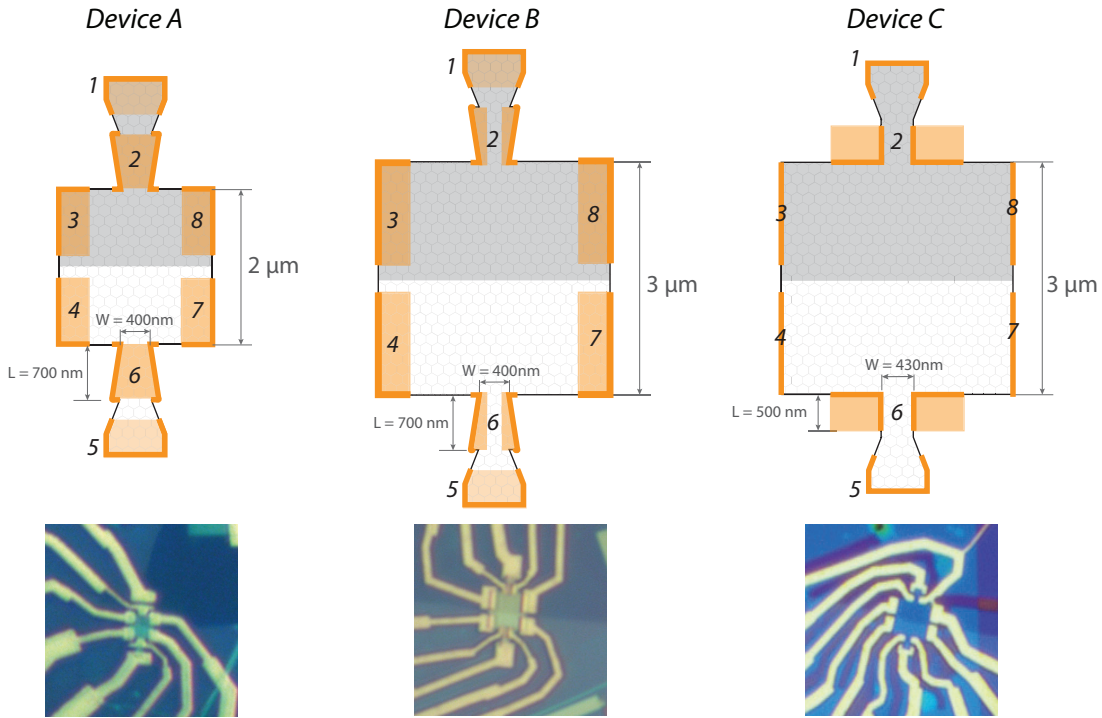 Device A
1
2
3
8
4
7
W = 400nm
6
5
L = 700 nm
2 μm
Device B
1
2
3
8
4
7
W = 400nm
6
5
L = 700 nm
3 μm
Device C
1
2
3
8
4
7
W = 430nm
6
5
L = 500 nm
3 μm